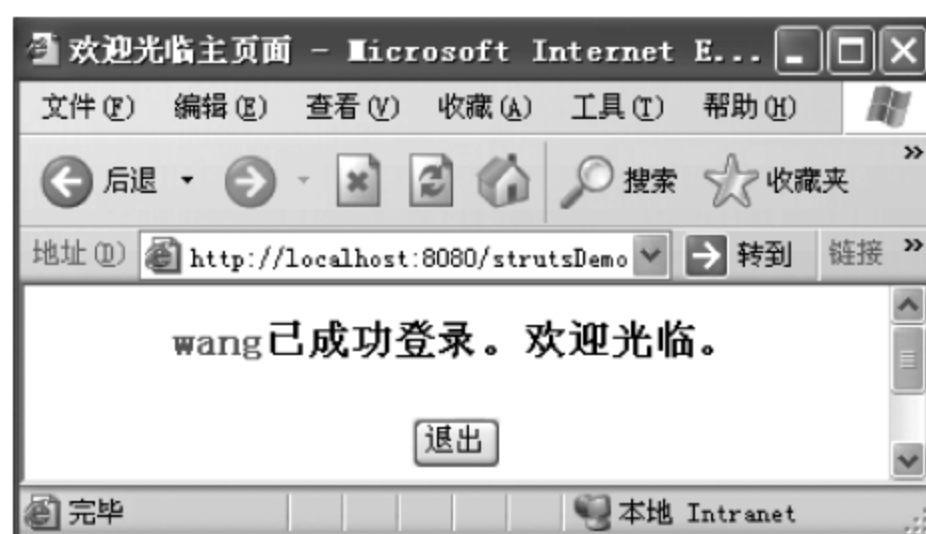 欢迎光临主页面 - Microsoft Internet E...
文件(F) 编辑(E) 查看(V) 收藏(A) 工具(T) 帮助(H)
后退 搜索 收藏夹 »
地址(D) http://localhost:8080/strutsDemo 转到 链接 »
wang已成功登录。欢迎光临。
退出
完毕 本地 Intranet